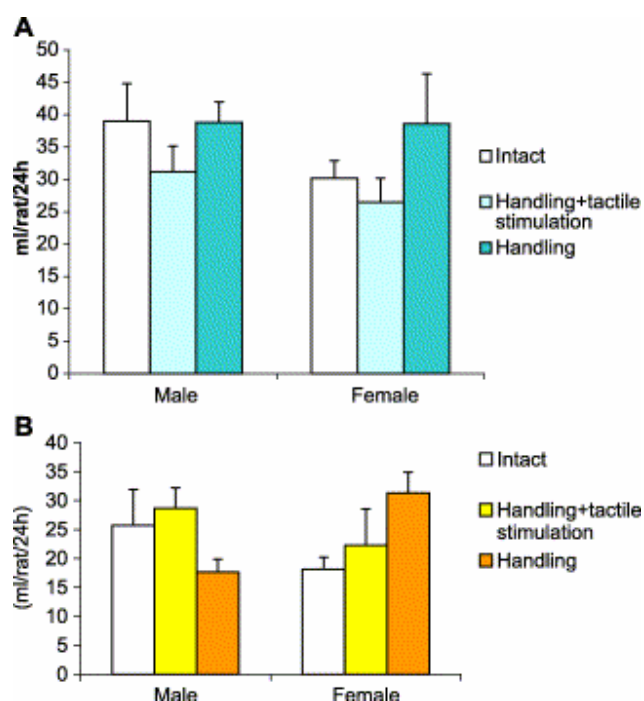 A
50
45
40
35
30
25
20
15
10
5
0
ml/rat/24h
Male
Female
Intact
Handling+tactile
stimulation
Handling
B
40
35
30
25
20
15
10
5
0
(ml/rat/24h)
Male
Female
Intact
Handling+tactile
stimulation
Handling